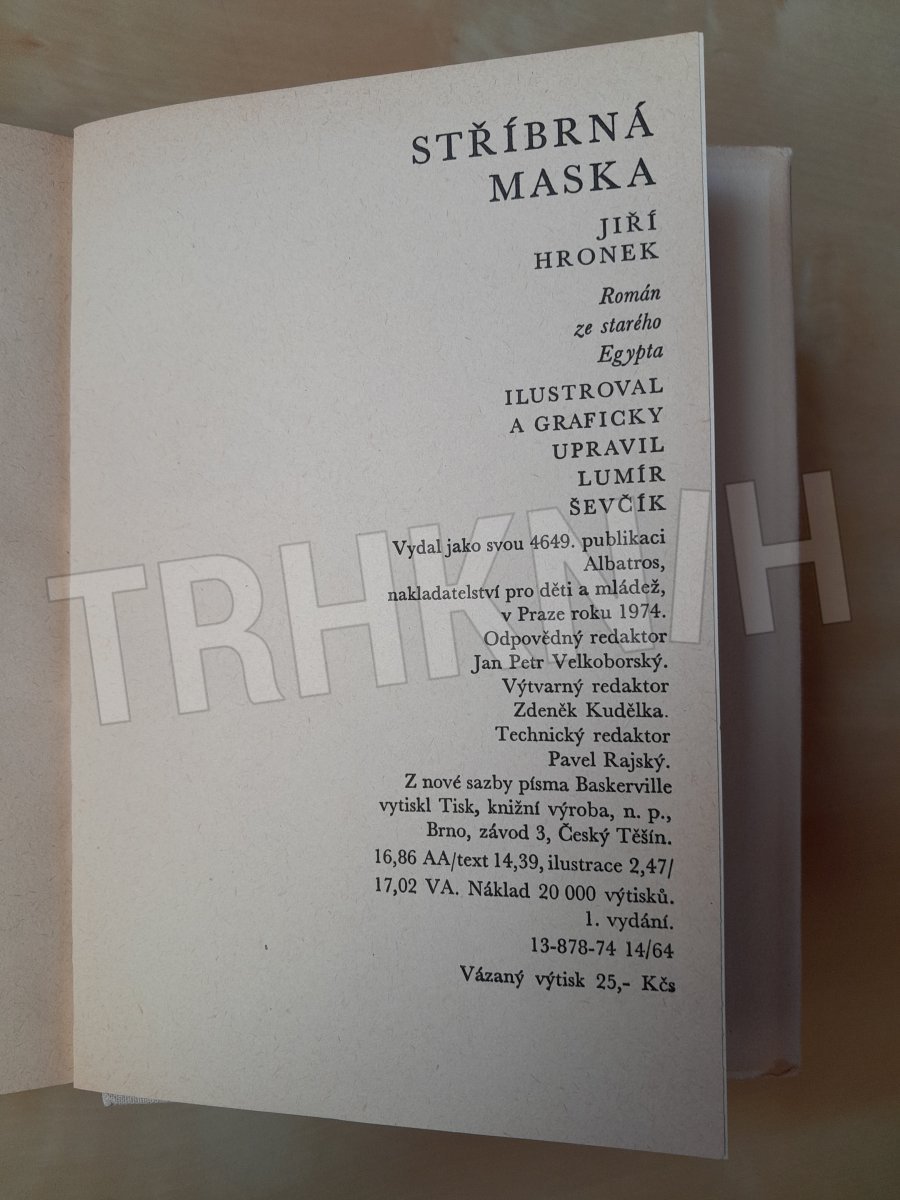 STŘÍBRNÁ
MASKA
JIŘÍ
HRONEK
Román
ze starého
Egypta
ILUSTROVAL
A GRAFICKY
UPRAVIL
LUMÍR
ŠEVČÍK
Vydal jako svou 4649. publikaci
Albatros,
nakladatelství pro děti a mládež,
v Praze roku 1974.
Odpovědný redaktor
Jan Petr Velkoborský.
Výtvarný redaktor
Zdeněk Kudělka.
Technický redaktor
Pavel Rajský.
Z nové sazby písma Baskerville
vytiskl Tisk, knižní výroba, n. p.,
Brno, závod 3, Český Těšín.
16,86 AA/text 14,39, ilustrace 2,47/
17,02 VA. Náklad 20 000 výtisků.
1. vydání.
13-878-74 14/64
Vázaný výtisk 25,- Kčs
TRHKNIH